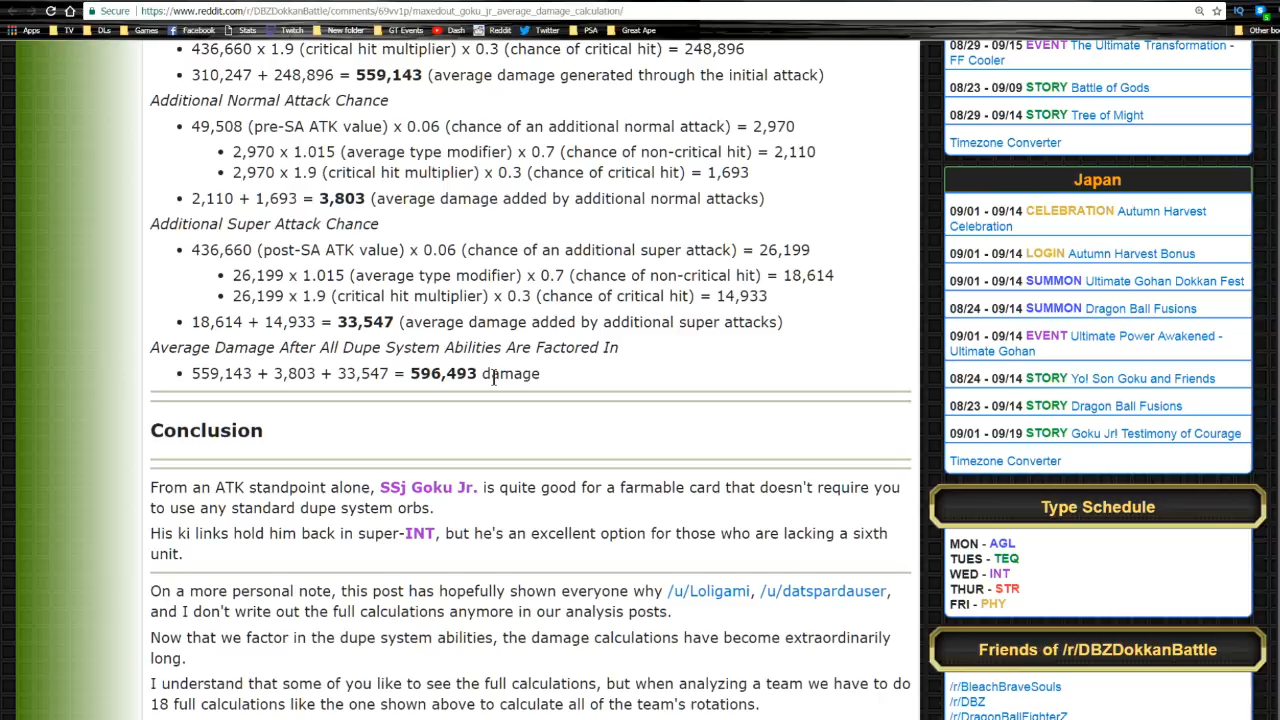 Secure
https://www.reddit.com/r/DBZDokkanBattle/comments/69vv1p/maxedout_goku_jr_average_damage_calculation/
Apps TV DLs Games Facebook Stats Twitch New folder GT Events Dash Reddit Twitter PSA Great Ape Other boo
436,660 x 1.9 (critical hit multiplier) x 0.3 (chance of critical hit) = 248,896
310,247 + 248,896 = 559,143 (average damage generated through the initial attack)
Additional Normal Attack Chance
(pre-SA ATK value) x 0.06 (chance of an additional normal attack) = 2,970
x 1.015 (average type modifier) x 0.7 (chance of non-critical hit) = 2,110
x 1.9 (critical hit multiplier) x 0.3 (chance of critical hit) = 1,693
2,110 + 1,693 = 3,803 (average damage added by additional normal attacks)
Additional Super Attack Chance
(post-SA ATK value) x 0.06 (chance of an additional super attack) = 26,199
26,199 x 1.015 (average type modifier) x 0.7 (chance of non-critical hit) = 18,614
26,199 x 1.9 (critical hit multiplier) x 0.3 (chance of critical hit) = 14,933
18,614 + 14,933 = 33,547 (average damage added by additional super attacks)
Average Damage After Dupe System Abilities Are Factored In
+ 3,803 + 33,547 = 596,493 damage
Conclusion
From an ATK standpoint alone, SSj Goku Jr. is quite good for a farmable card that doesn't require you
to use any standard dupe system orbs.
His ki links hold him back in super-INT, but he's an excellent option for those who are lacking a sixth
unit.
On a more general note, this post has hopefully shown everyone why /u/Loligami, /u/datspardauser,
and I don't write out the full calculations anymore in our analysis posts.
Now that we factor in the dupe system abilities, the damage calculations have become extraordinarily
long.
I understand that some of you like to see the full calculations, but when analyzing a team we have to do
18 full calculations like the one shown above to calculate all of the team's rotations.
08/29 - 09/15 EVENT The Ultimate Transformation -
FF Cooler
08/23 - 09/09 STORY Battle of Gods
08/29 - 09/14 STORY Tree of Might
Timezone Converter
Japan
09/01 - 09/14 CELEBRATION Autumn Harvest
Celebration
09/01 - 09/14 LOGIN Autumn Harvest Bonus
09/01 - 09/14 SUMMON Ultimate Gohan Dokkan Fest
08/24 - 09/14 SUMMON Dragon Ball Fusions
09/01 - 09/14 EVENT Ultimate Power Awakened -
Ultimate Gohan
08/24 - 09/14 STORY Yo! Son Goku and Friends
08/23 - 09/14 STORY Dragon Ball Fusions
09/01 - 09/19 STORY Goku Jr! Testimony of Courage
Timezone Converter
Type Schedule
MON - AGL
TUES - TEQ
WED - INT
THUR - STR
FRI - PHY
Friends of /r/DBZDokkanBattle
/r/BleachBraveSouls
/r/DBZ
/r/DragonBallFighterZ